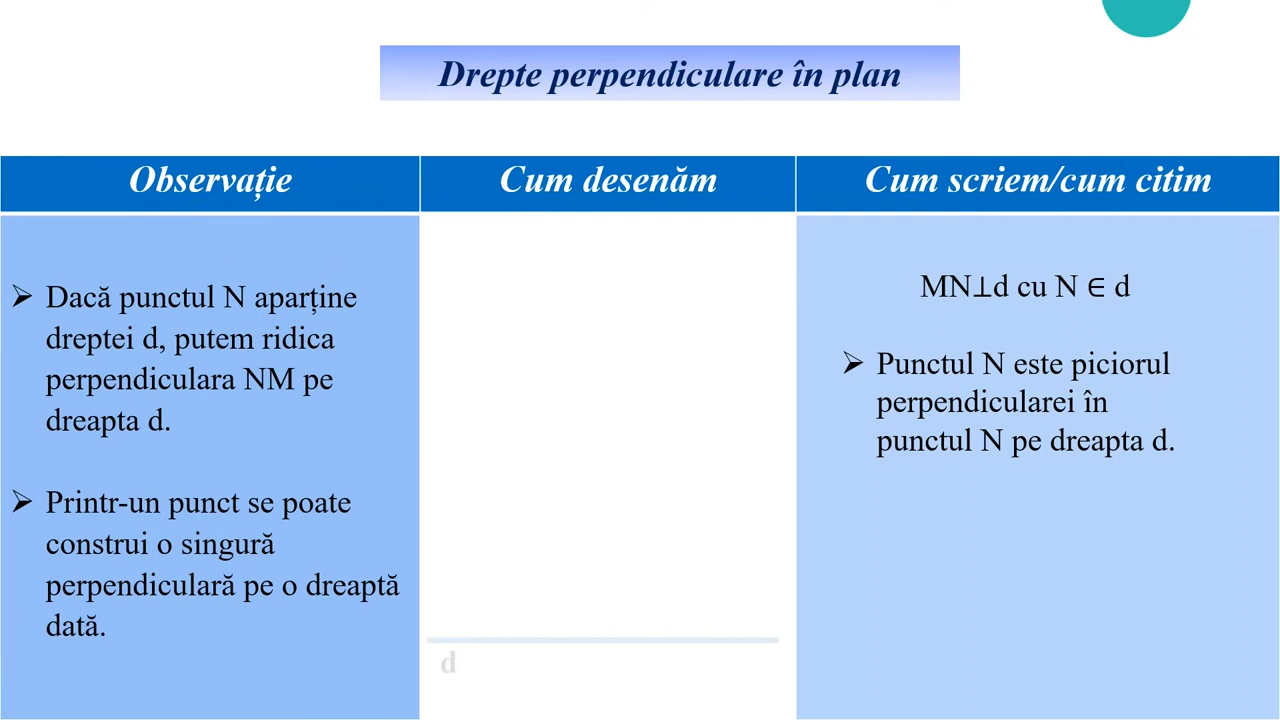 Drepte perpendiculare în plan
Observație
Cum desenăm
Cum scriem/cum citim
➢ Dacă punctul N aparține
dreptei d, putem ridica
perpendiculara NM pe
dreapta d.
➢ Printr-un punct se poate
construi o singură
perpendiculară pe o dreaptă
dată.
d
MN⊥d cu N ∈ d
➢ Punctul N este piciorul
perpendicularei în
punctul N pe dreapta d.